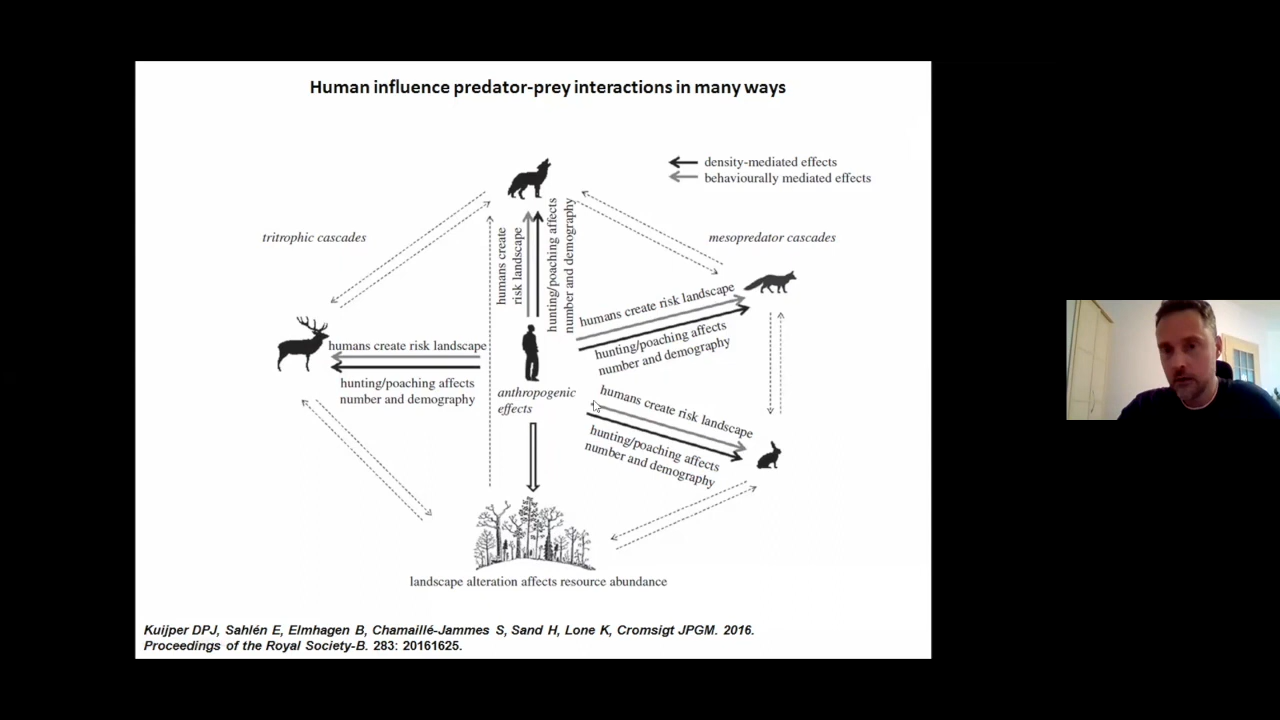 Human influence predator-prey interactions in many ways
density-mediated effects
behaviourally mediated effects
tritrophic cascades
mesopredator cascades
humans create
risk landscape
hunting/poaching affects
number and demography
humans create risk landscape
hunting/poaching affects
number and demography
humans create risk landscape
hunting/poaching affects
number and demography
anthropogenic
effects
humans create risk landscape
hunting/poaching affects
number and demography
landscape alteration affects resource abundance
Kuijper DPJ, Sahlén E, Elmhagen B, Chamaillé-Jammes S, Sand H, Lone K, Cromsigt JPGM. 2016.
Proceedings of the Royal Society-B. 283: 20161625.